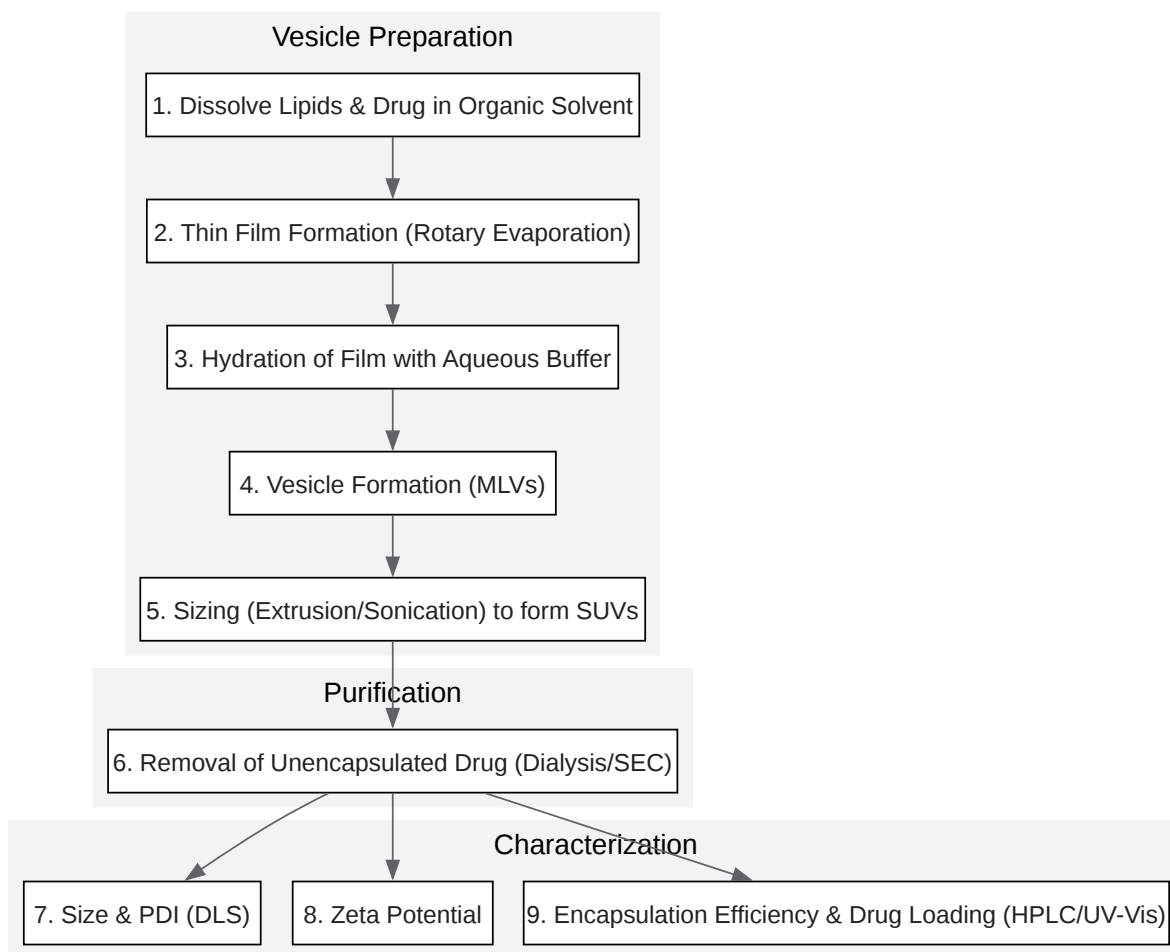 Vesicle Preparation
1. Dissolve Lipids & Drug in Organic Solvent
2. Thin Film Formation (Rotary Evaporation)
3. Hydration of Film with Aqueous Buffer
4. Vesicle Formation (MLVs)
5. Sizing (Extrusion/Sonication) to form SUVs
Purification
6. Removal of Unencapsulated Drug (Dialysis/SEC)
Characterization
7. Size & PDI (DLS)
8. Zeta Potential
9. Encapsulation Efficiency & Drug Loading (HPLC/UV-Vis)